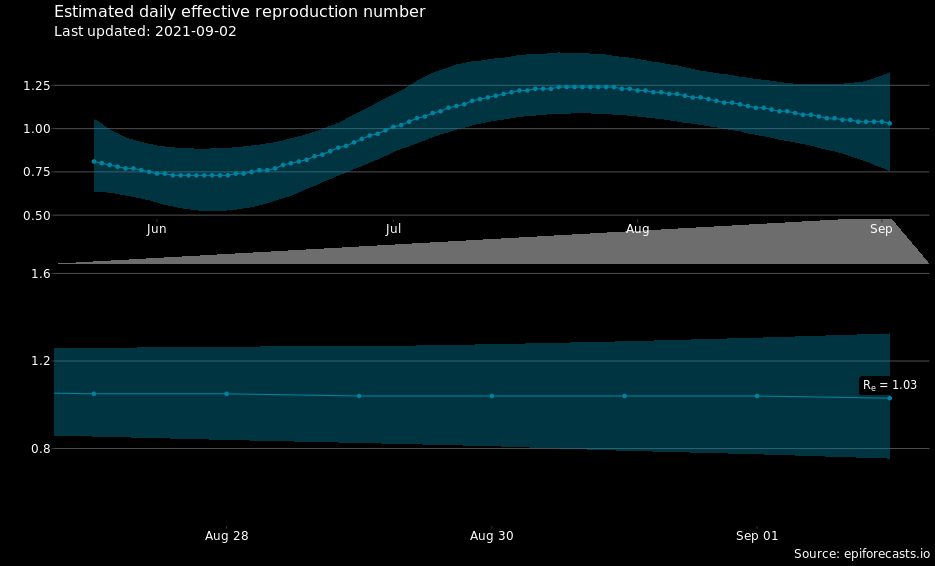 Estimated daily effective reproduction number
Last updated: 2021-09-02
1.25
1.00
0.75
0.50
Jun Jul Aug Sep
1.6
1.2
Rₑ = 1.03
0.8
Aug 28 Aug 30 Sep 01
Source: epiforecasts.io